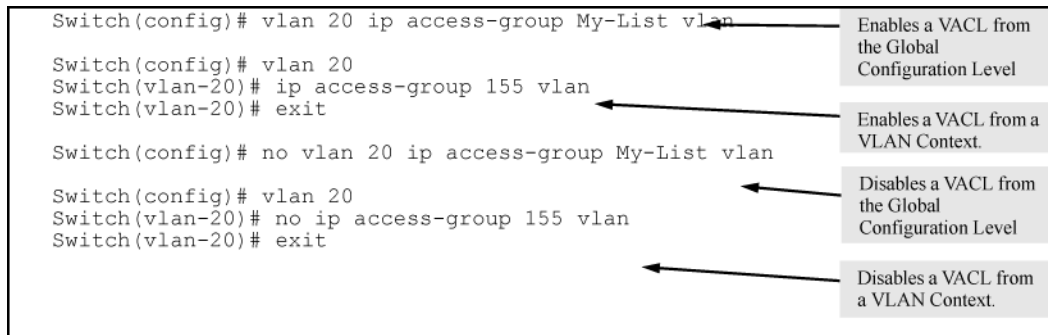 Switch(config)# vlan 20 ip access-group My-List vlan
Enables a VACL from
the Global
Configuration Level
Switch(config)# vlan 20
Switch(vlan-20)# ip access-group 155 vlan
Switch(vlan-20)# exit
Enables a VACL from a
VLAN Context.
Switch(config)# no vlan 20 ip access-group My-List vlan
Disables a VACL from
the Global
Configuration Level
Switch(config)# vlan 20
Switch(vlan-20)# no ip access-group 155 vlan
Switch(vlan-20)# exit
Disables a VACL from
a VLAN Context.